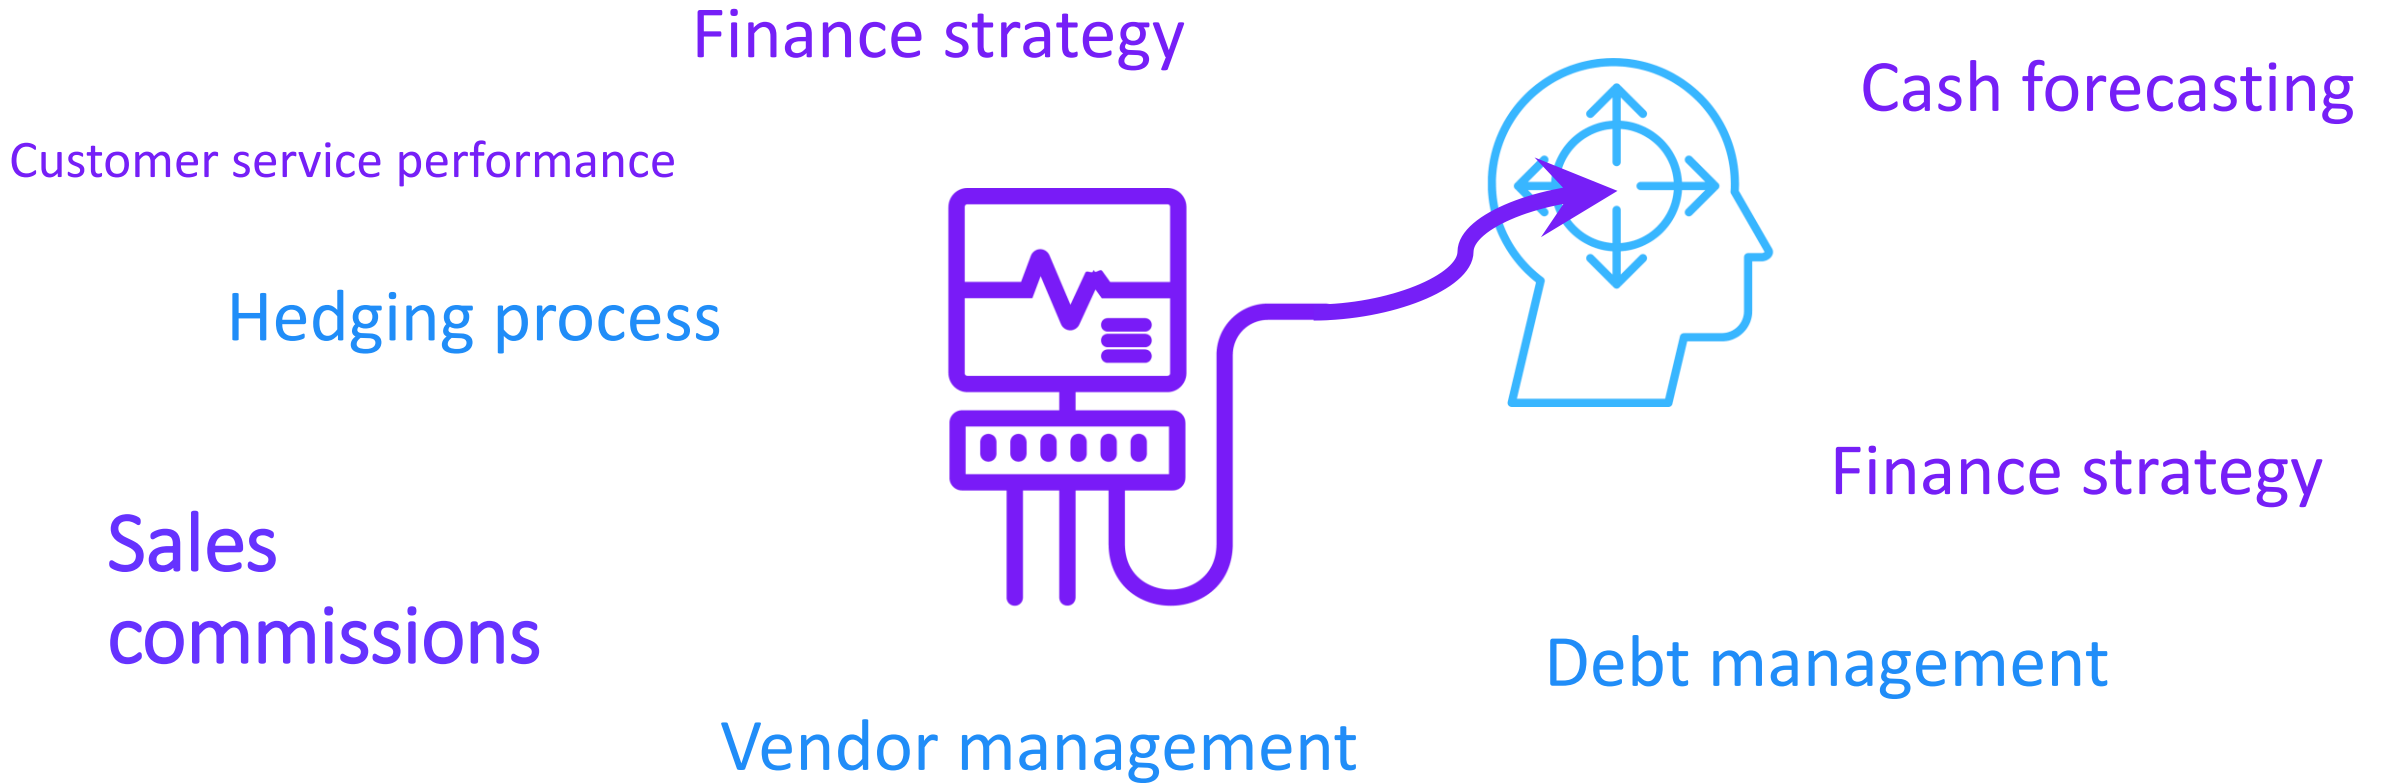 Finance strategy
Cash forecasting
Customer service performance
Hedging process
Finance strategy
Sales
commissions
Debt management
Vendor management